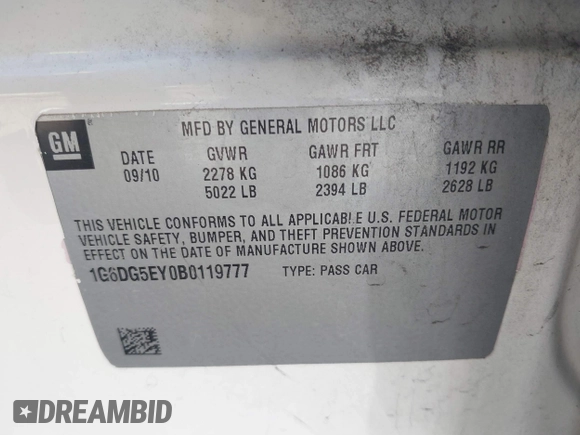 GM
MFD BY GENERAL MOTORS LLC
DATE GVWR GAWR FRT GAWR RR
09/10 2278 KG 1086 KG 1192 KG
5022 LB 2394 LB 2628 LB
THIS VEHICLE CONFORMS TO ALL APPLICABLE U.S. FEDERAL MOTOR
VEHICLE SAFETY, BUMPER, AND THEFT PREVENTION STANDARDS IN
EFFECT ON THE DATE OF MANUFACTURE SHOWN ABOVE.
1G6DG5EY0B0119777 TYPE: PASS CAR
DREAMBID